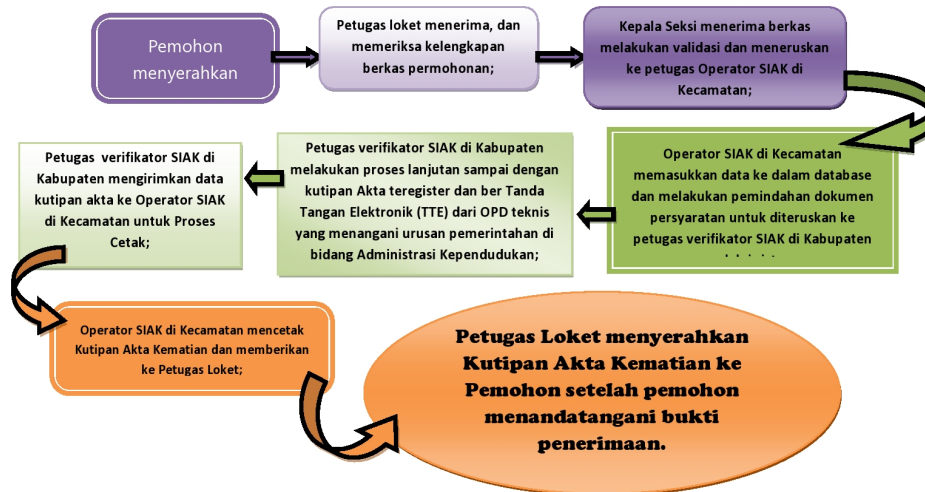 Pemohon
menyerahkan
Petugas loket menerima, dan
memeriksa kelengkapan
berkas permohonan;
Kepala Seksi menerima berkas
melakukan validasi dan meneruskan
ke petugas Operator SIAK di
Kecamatan;
Operator SIAK di Kecamatan
memasukkan data ke dalam database
dan melakukan pemindahan dokumen
persyaratan untuk diteruskan ke
petugas verifikator SIAK di Kabupaten
Petugas verifikator SIAK di Kabupaten
melakukan proses lanjutan sampai dengan
kutipan Akta teregister dan ber Tanda
Tangan Elektronik (TTE) dari OPD teknis
yang menangani urusan pemerintahan di
bidang Administrasi Kependudukan;
Petugas verifikator SIAK di
Kabupaten mengirimkan data
kutipan akta ke Operator SIAK
di Kecamatan untuk Proses
Cetak;
Operator SIAK di Kecamatan mencetak
Kutipan Akta Kematian dan memberikan
ke Petugas Loket;
Petugas Loket menyerahkan
Kutipan Akta Kematian ke
Pemohon setelah pemohon
menandatangani bukti
penerimaan.